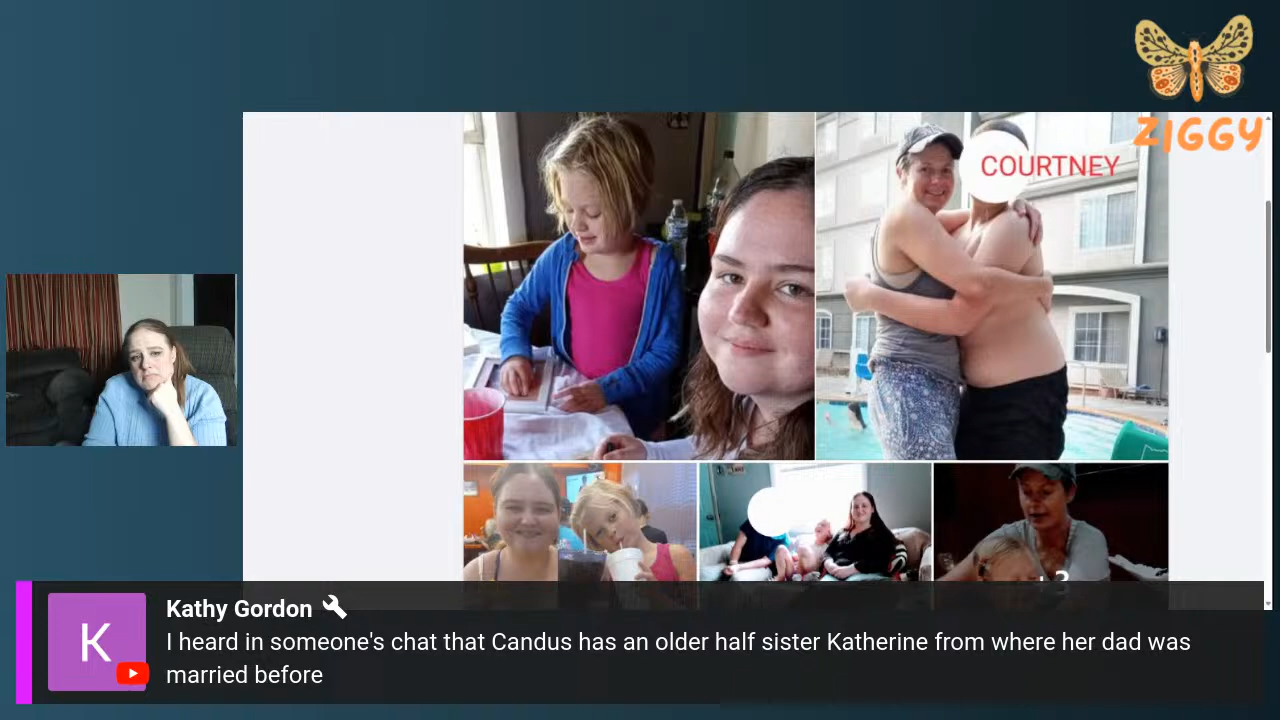 ZIGGY
COURTNEY
+3
K
Kathy Gordon
I heard in someone's chat that Candus has an older half sister Katherine from where her dad was
married before